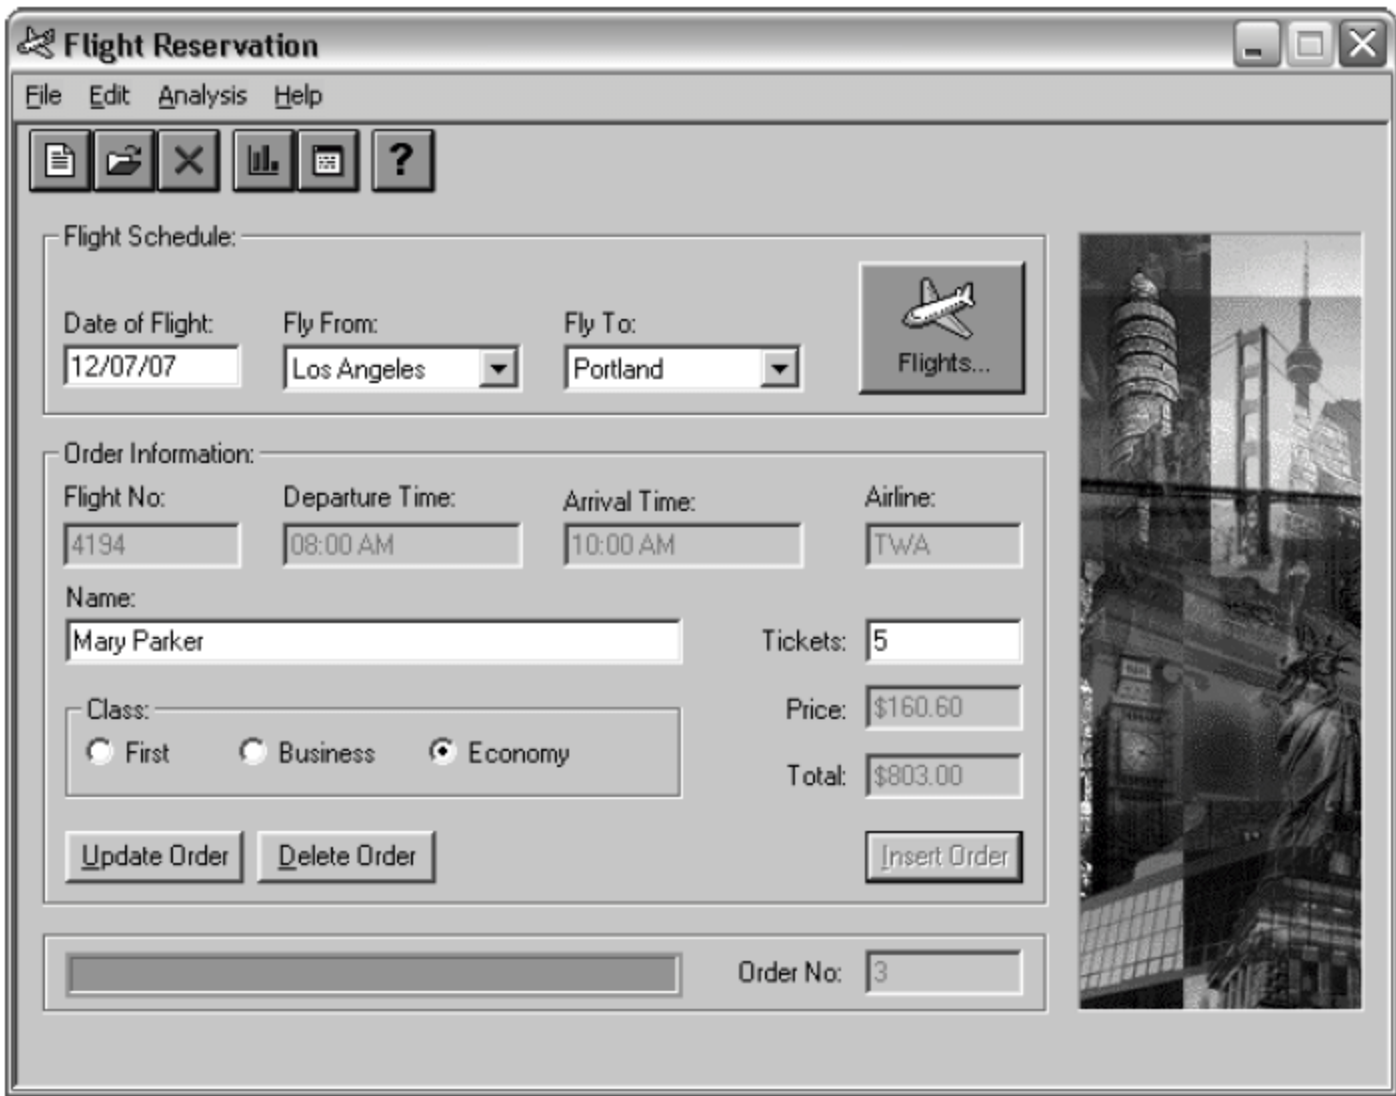 Flight Reservation
File Edit Analysis Help
?
Flight Schedule:
Date of Flight: Fly From: Fly To:
12/07/07 Los Angeles Portland Flights...
Order Information:
Flight No: Departure Time: Arrival Time: Airline:
4194 08:00 AM 10:00 AM TWA
Name:
Mary Parker Tickets: 5
Class: Price: $160.60
First Business Economy
Total: $803.00
Update Order Delete Order Insert Order
Order No: 3